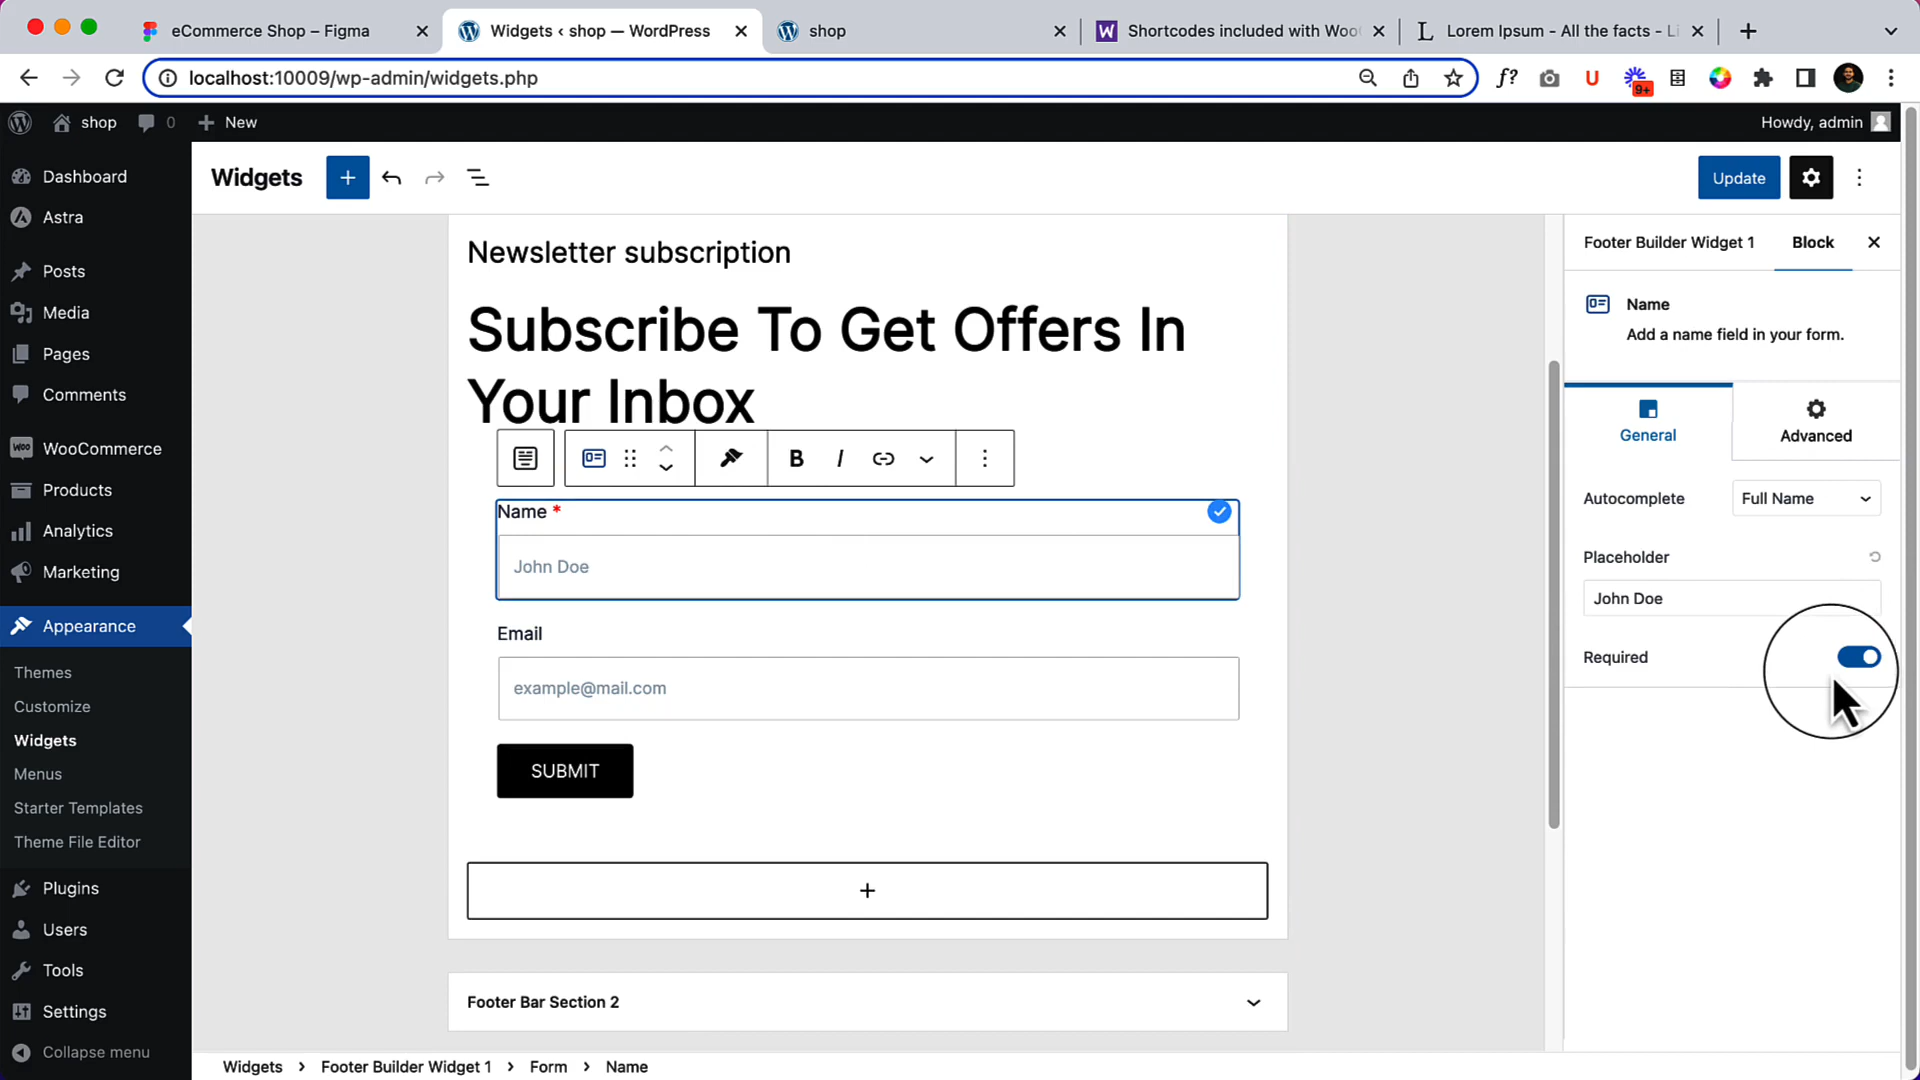 eCommerce Shop – Figma
Widgets ‹ shop — WordPress
shop
Shortcodes included with Woo
Lorem Ipsum - All the facts - Li
localhost:10009/wp-admin/widgets.php
f?
U
9+
shop
0
New
Howdy, admin
Dashboard
Astra
Posts
Media
Pages
Comments
WooCommerce
Products
Analytics
Marketing
Appearance
Themes
Customize
Widgets
Menus
Starter Templates
Theme File Editor
Plugins
Users
Tools
Settings
Collapse menu
Widgets
Update
Newsletter subscription
Subscribe To Get Offers In
Your Inbox
B I
Name *
John Doe
Email
example@mail.com
SUBMIT
+
Footer Bar Section 2
Footer Builder Widget 1
Block
Name
Add a name field in your form.
General
Advanced
Autocomplete
Full Name
Placeholder
John Doe
Required
Widgets > Footer Builder Widget 1 > Form > Name